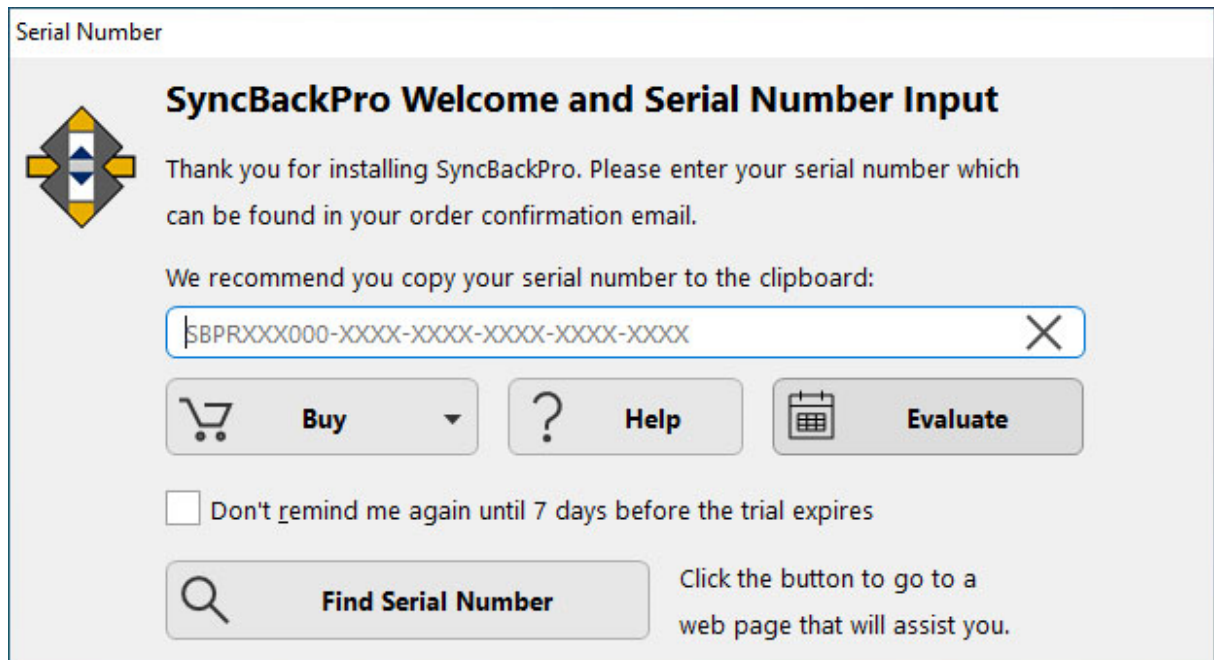 Serial Number
SyncBackPro Welcome and Serial Number Input
Thank you for installing SyncBackPro. Please enter your serial number which
can be found in your order confirmation email.
We recommend you copy your serial number to the clipboard:
SBPRXXX000-XXXX-XXXX-XXXX-XXXX-XXXX
Buy
Help
Evaluate
Don't remind me again until 7 days before the trial expires
Find Serial Number
Click the button to go to a
web page that will assist you.